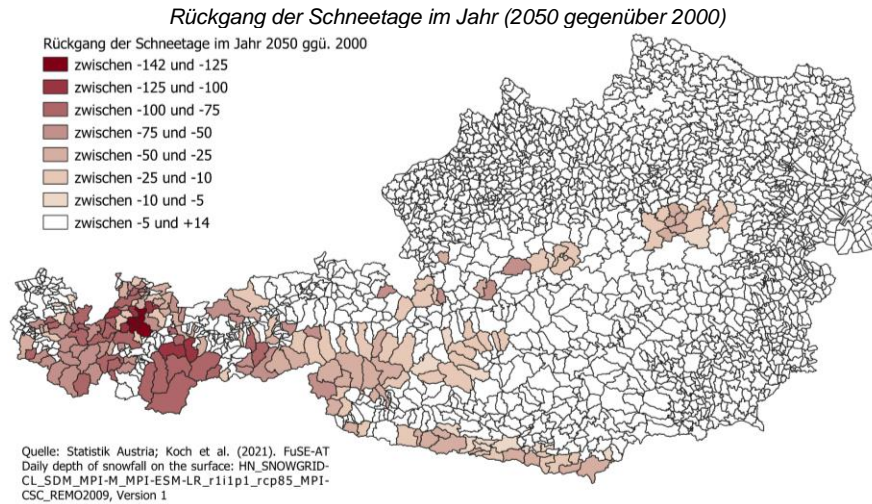 Rückgang der Schneetage im Jahr (2050 gegenüber 2000)
Rückgang der Schneetage im Jahr 2050 ggü. 2000
zwischen -142 und -125
zwischen -125 und -100
zwischen -100 und -75
zwischen -75 und -50
zwischen -50 und -25
zwischen -25 und -10
zwischen -10 und -5
zwischen -5 und +14
Quelle: Statistik Austria; Koch et al. (2021). FuSE-AT
Daily depth of snowfall on the surface: HN_SNOWGRID-
CL_SDM_MPI-M_MPI-ESM-LR_r1i1p1_rcp85_MPI-
CSC_REMO2009, Version 1